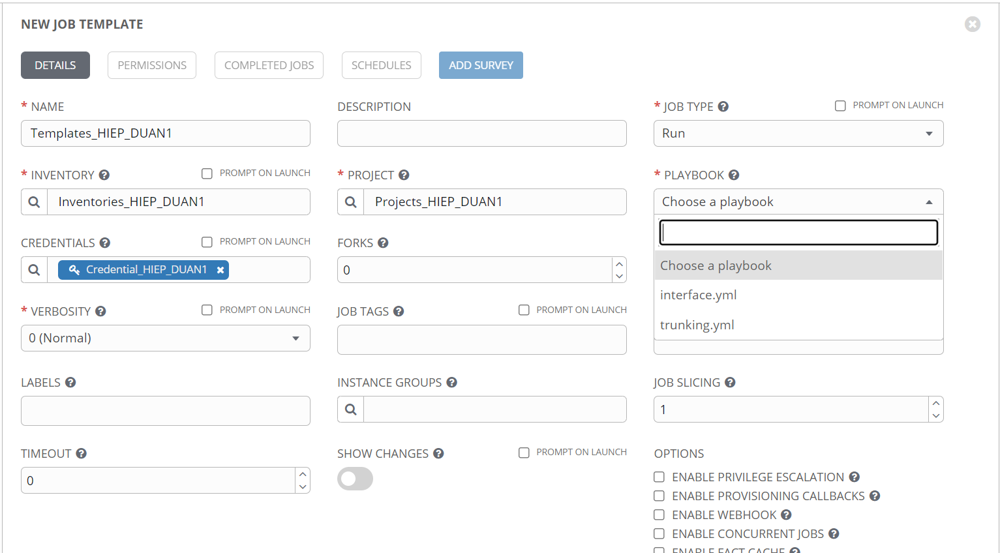 NEW JOB TEMPLATE
DETAILS PERMISSIONS COMPLETED JOBS SCHEDULES ADD SURVEY
* NAME DESCRIPTION * JOB TYPE ? PROMPT ON LAUNCH
Templates_HIEP_DUAN1 Run
* INVENTORY ? PROMPT ON LAUNCH * PROJECT ? * PLAYBOOK ?
Inventories_HIEP_DUAN1 Projects_HIEP_DUAN1 Choose a playbook
CREDENTIALS ? PROMPT ON LAUNCH FORKS ?
Credential_HIEP_DUAN1 0 Choose a playbook
interface.yml
* VERBOSITY ? PROMPT ON LAUNCH JOB TAGS ? PROMPT ON LAUNCH
trunking.yml
0 (Normal)
LABELS ? INSTANCE GROUPS ? JOB SLICING ?
1
TIMEOUT ? SHOW CHANGES ? PROMPT ON LAUNCH OPTIONS
0 ENABLE PRIVILEGE ESCALATION ?
ENABLE PROVISIONING CALLBACKS ?
ENABLE WEBHOOK ?
ENABLE CONCURRENT JOBS ?
ENABLE FACT CACHE ?